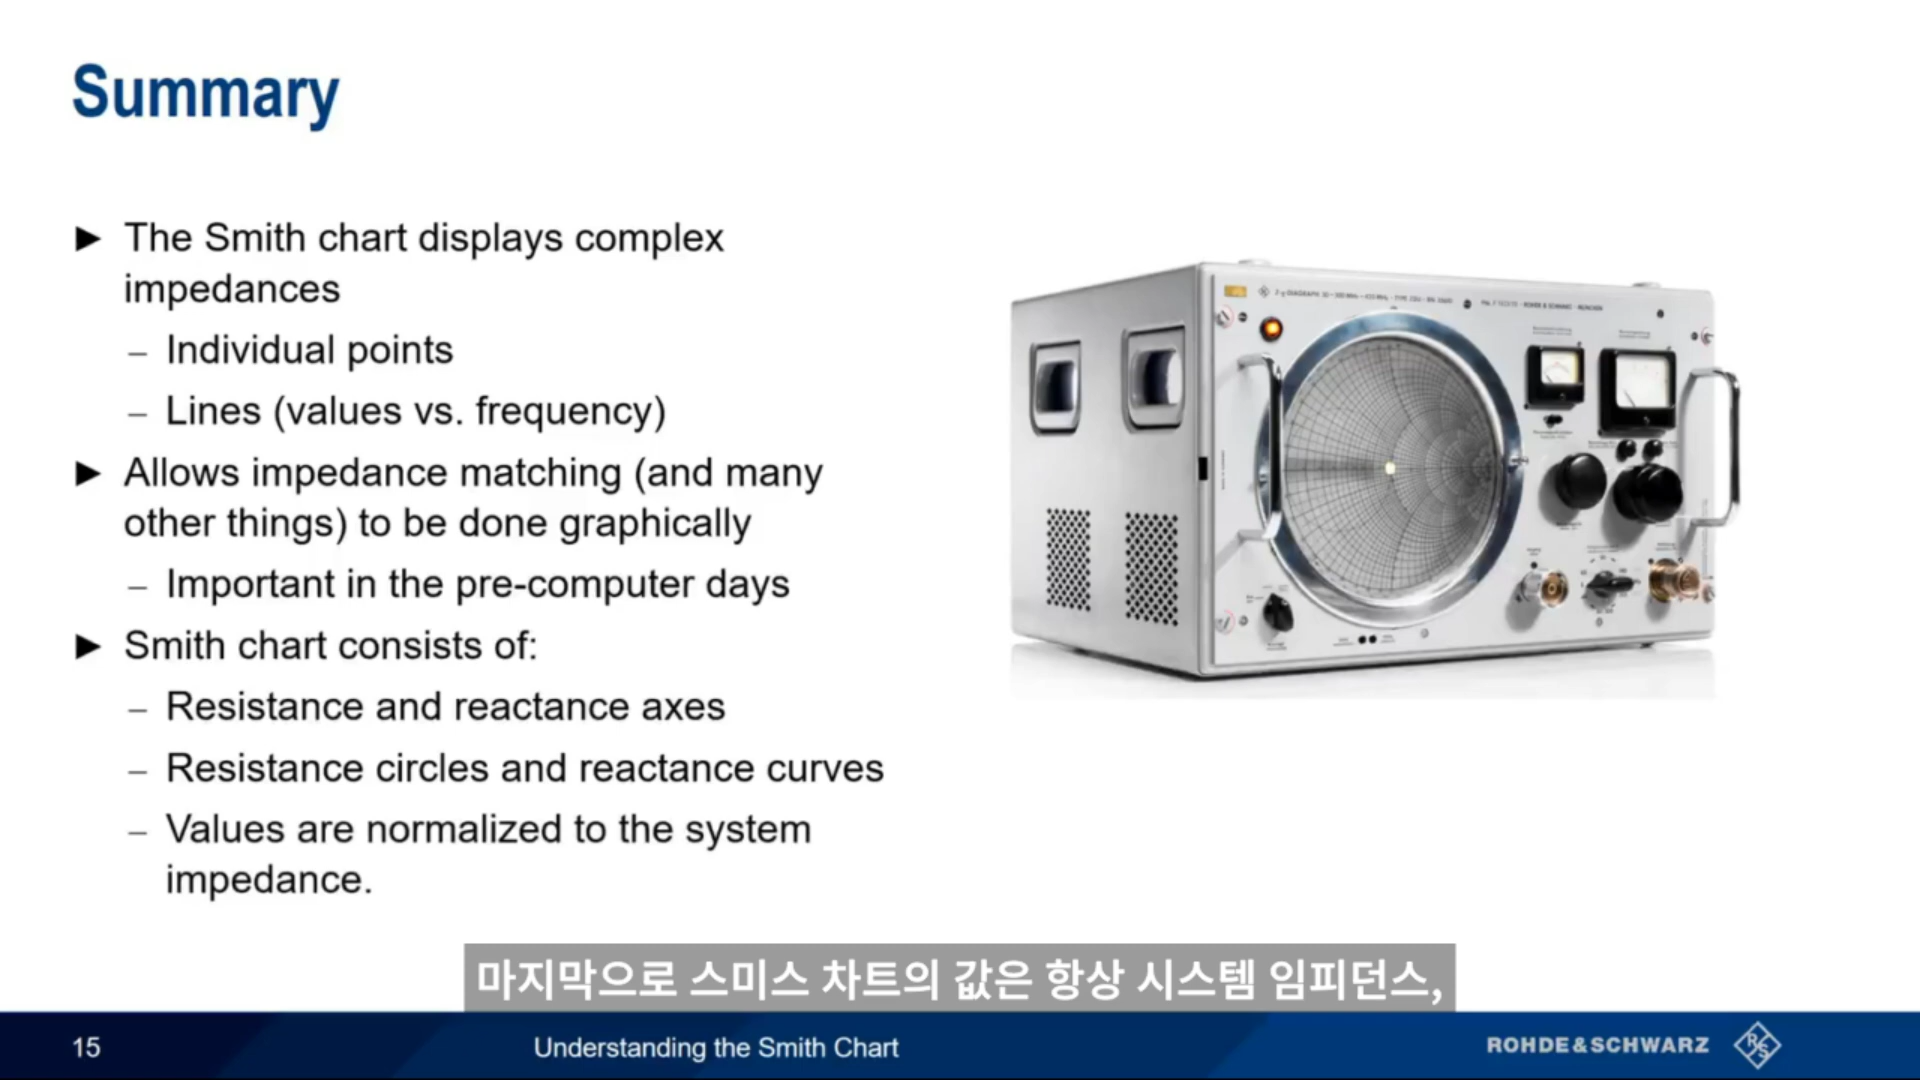 Summary
► The Smith chart displays complex
impedances
– Individual points
– Lines (values vs. frequency)
► Allows impedance matching (and many
other things) to be done graphically
– Important in the pre-computer days
► Smith chart consists of:
– Resistance and reactance axes
– Resistance circles and reactance curves
– Values are normalized to the system
impedance.
마지막으로 스미스 차트의 값은 항상 시스템 임피던스,
15
Understanding the Smith Chart
ROHDE&SCHWARZ